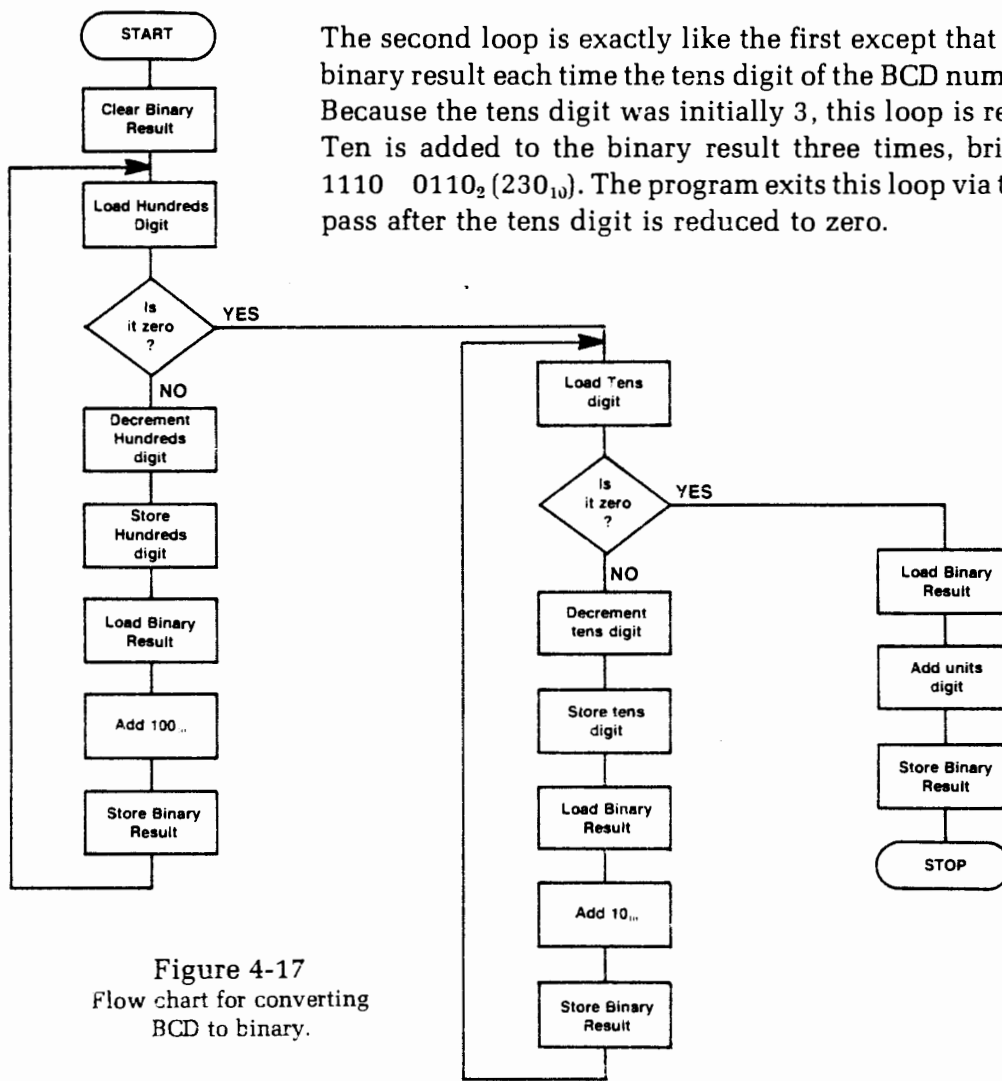 The second loop is exactly like the first except that
binary result each time the tens digit of the BCD num
Because the tens digit was initially 3, this loop is re
Ten is added to the binary result three times, bri
1110 0110₂ (230₁₀). The program exits this loop via t
pass after the tens digit is reduced to zero.
START
Clear Binary
Result
Load Hundreds
Digit
Is
it zero
?
YES
NO
Decrement
Hundreds
digit
Store
Hundreds
digit
Load Binary
Result
Add 100
Store Binary
Result
Load Tens
digit
Is
it zero
?
YES
NO
Decrement
tens digit
Store tens
digit
Load Binary
Result
Add 10
Store Binary
Result
Load Binary
Result
Add units
digit
Store Binary
Result
STOP
Figure 4-17
Flow chart for converting
BCD to binary.